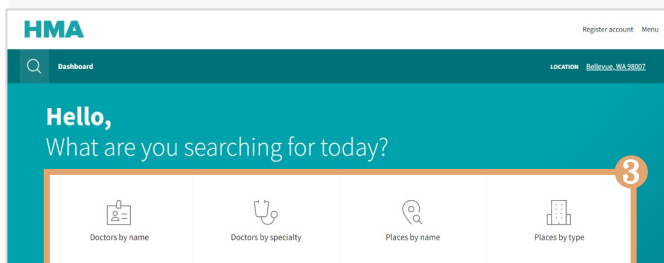 HMA
Register account Menu
Dashboard
LOCATION Bellevue, WA 98007
Hello,
What are you searching for today?
3
Doctors by name
Doctors by specialty
Places by name
Places by type